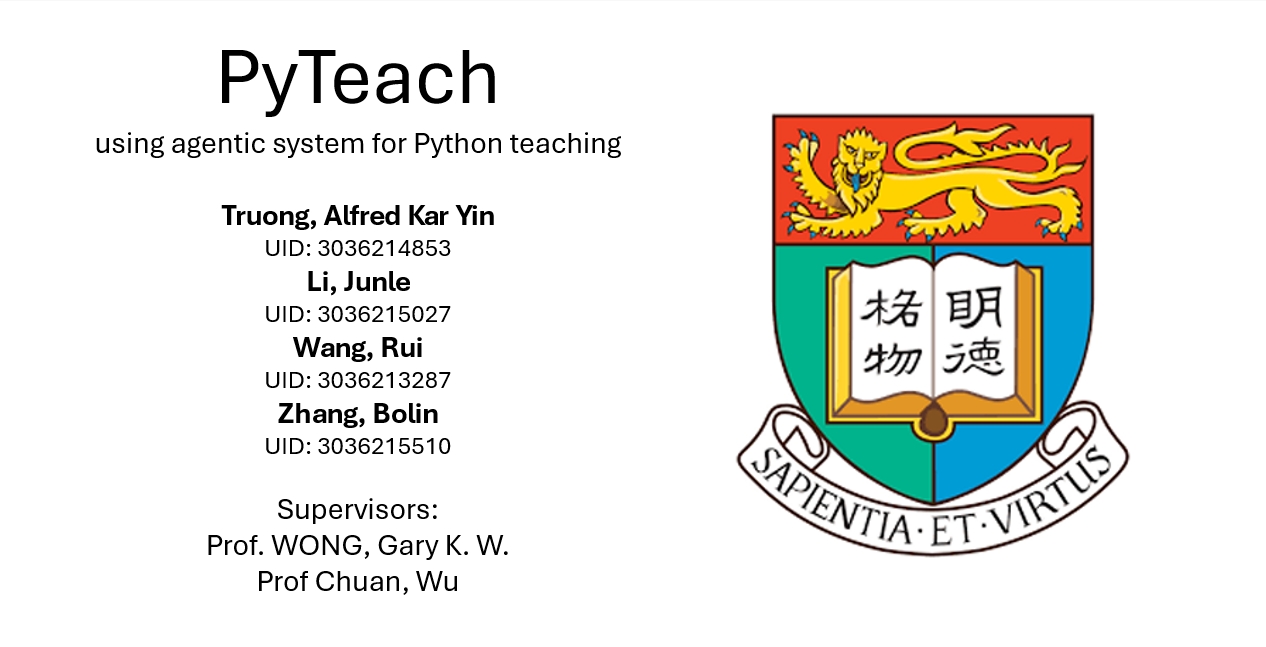 PyTeach
using agentic system for Python teaching
Truong, Alfred Kar Yin
UID: 3036214853
Li, Junle
UID: 3036215027
Wang, Rui
UID: 3036213287
Zhang, Bolin
UID: 3036215510
Supervisors:
Prof. WONG, Gary K. W.
Prof Chuan, Wu
明德
格物
SAPIENTIA·ET·VIRTUS